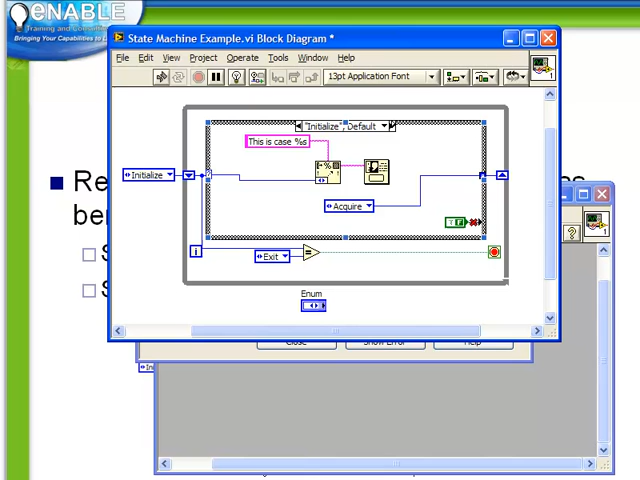 eNABLE
Training and Consulting
Bringing Your Capabilities to
State Machine Example.vi Block Diagram *
File Edit View Project Operate Tools Window Help
13pt Application Font
"Initialize", Default
This is case %s
Initialize
Acquire
T F
i
Exit
=
Enum
Re
be
S
S
Close Show Error Help
In